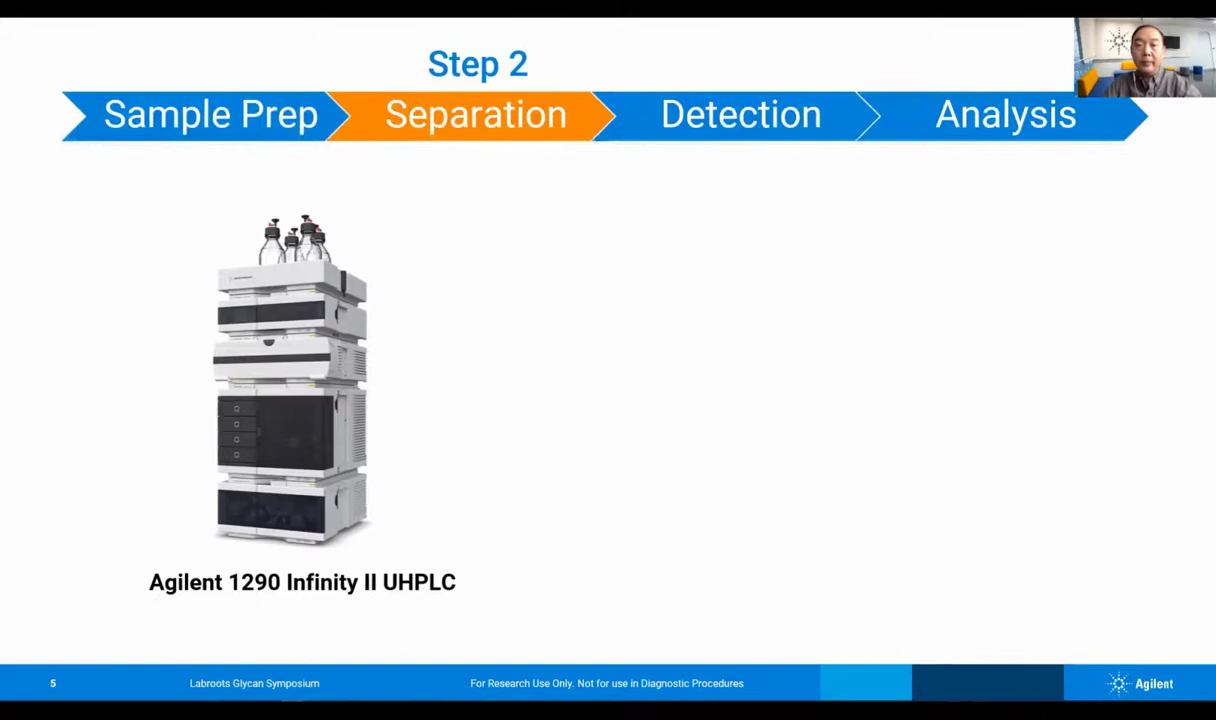 Step 2
Sample Prep
Separation
Detection
Analysis
Agilent 1290 Infinity II UHPLC
5
Labroots Glycan Symposium
For Research Use Only. Not for use in Diagnostic Procedures
Agilent